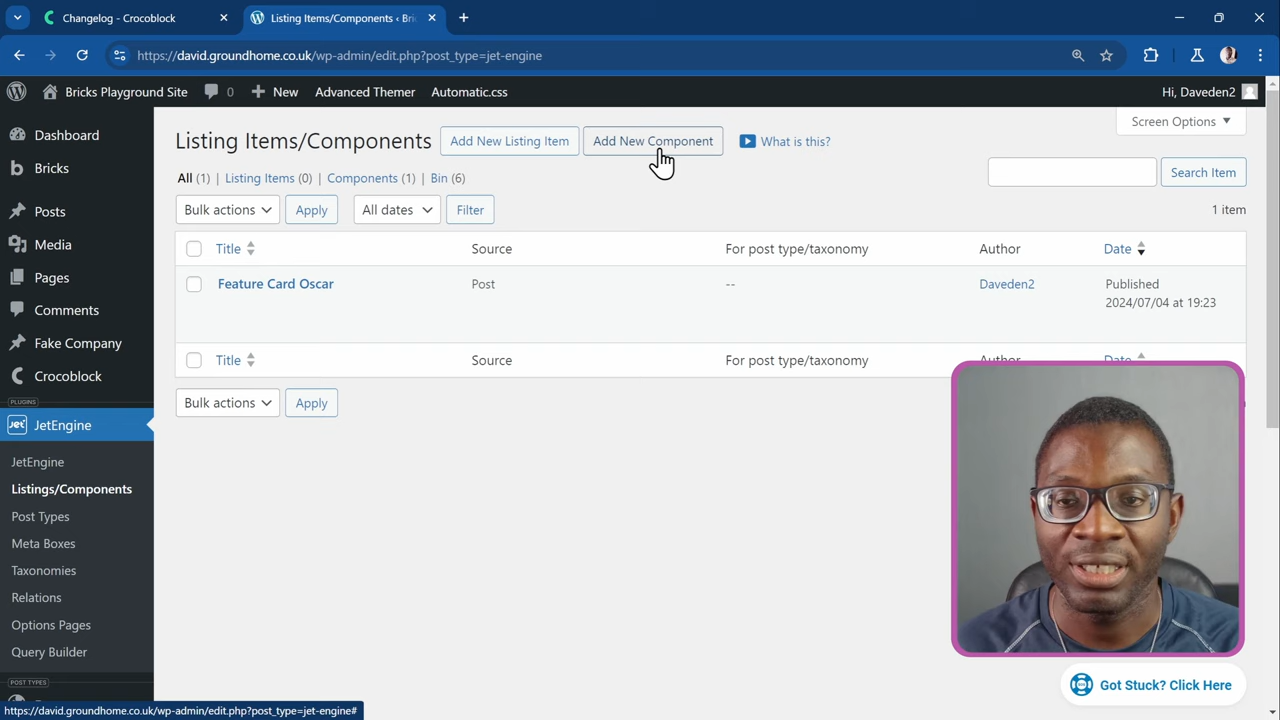 Changelog - Crocoblock
Listing Items/Components ‹ Bri
https://david.groundhome.co.uk/wp-admin/edit.php?post_type=jet-engine
Bricks Playground Site
0
New
Advanced Themer
Automatic.css
Hi, Daveden2
Dashboard
Bricks
Posts
Media
Pages
Comments
Fake Company
Crocoblock
PLUGINS
Jet JetEngine
JetEngine
Listings/Components
Post Types
Meta Boxes
Taxonomies
Relations
Options Pages
Query Builder
POST TYPES
Screen Options
Listing Items/Components
Add New Listing Item
Add New Component
What is this?
All (1) | Listing Items (0) | Components (1) | Bin (6)
Search Item
Bulk actions
Apply
All dates
Filter
1 item
Title Source For post type/taxonomy Author Date
Feature Card Oscar Post -- Daveden2 Published
2024/07/04 at 19:23
Title Source For post type/taxonomy Author Date
Bulk actions
Apply
Got Stuck? Click Here
https://david.groundhome.co.uk/wp-admin/edit.php?post_type=jet-engine#